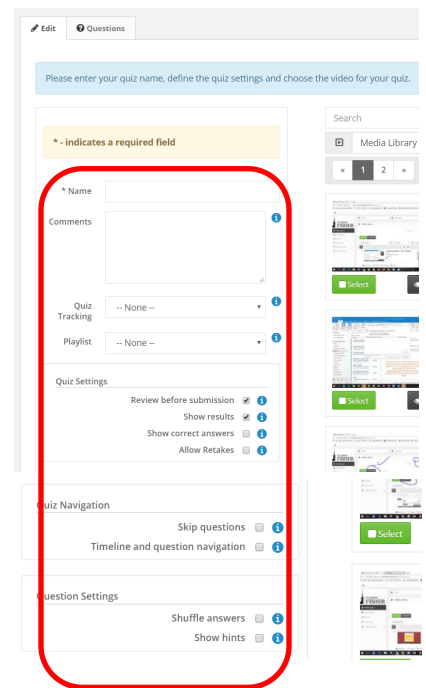 Edit
Questions
Please enter your quiz name, define the quiz settings and choose the video for your quiz.
* - indicates a required field
* Name
Comments
Quiz Tracking
-- None --
Playlist
-- None --
Quiz Settings
Review before submission
Show results
Show correct answers
Allow Retakes
Quiz Navigation
Skip questions
Timeline and question navigation
Question Settings
Shuffle answers
Show hints
Search
Media Library
« 1 2 »
Select
Select
Select